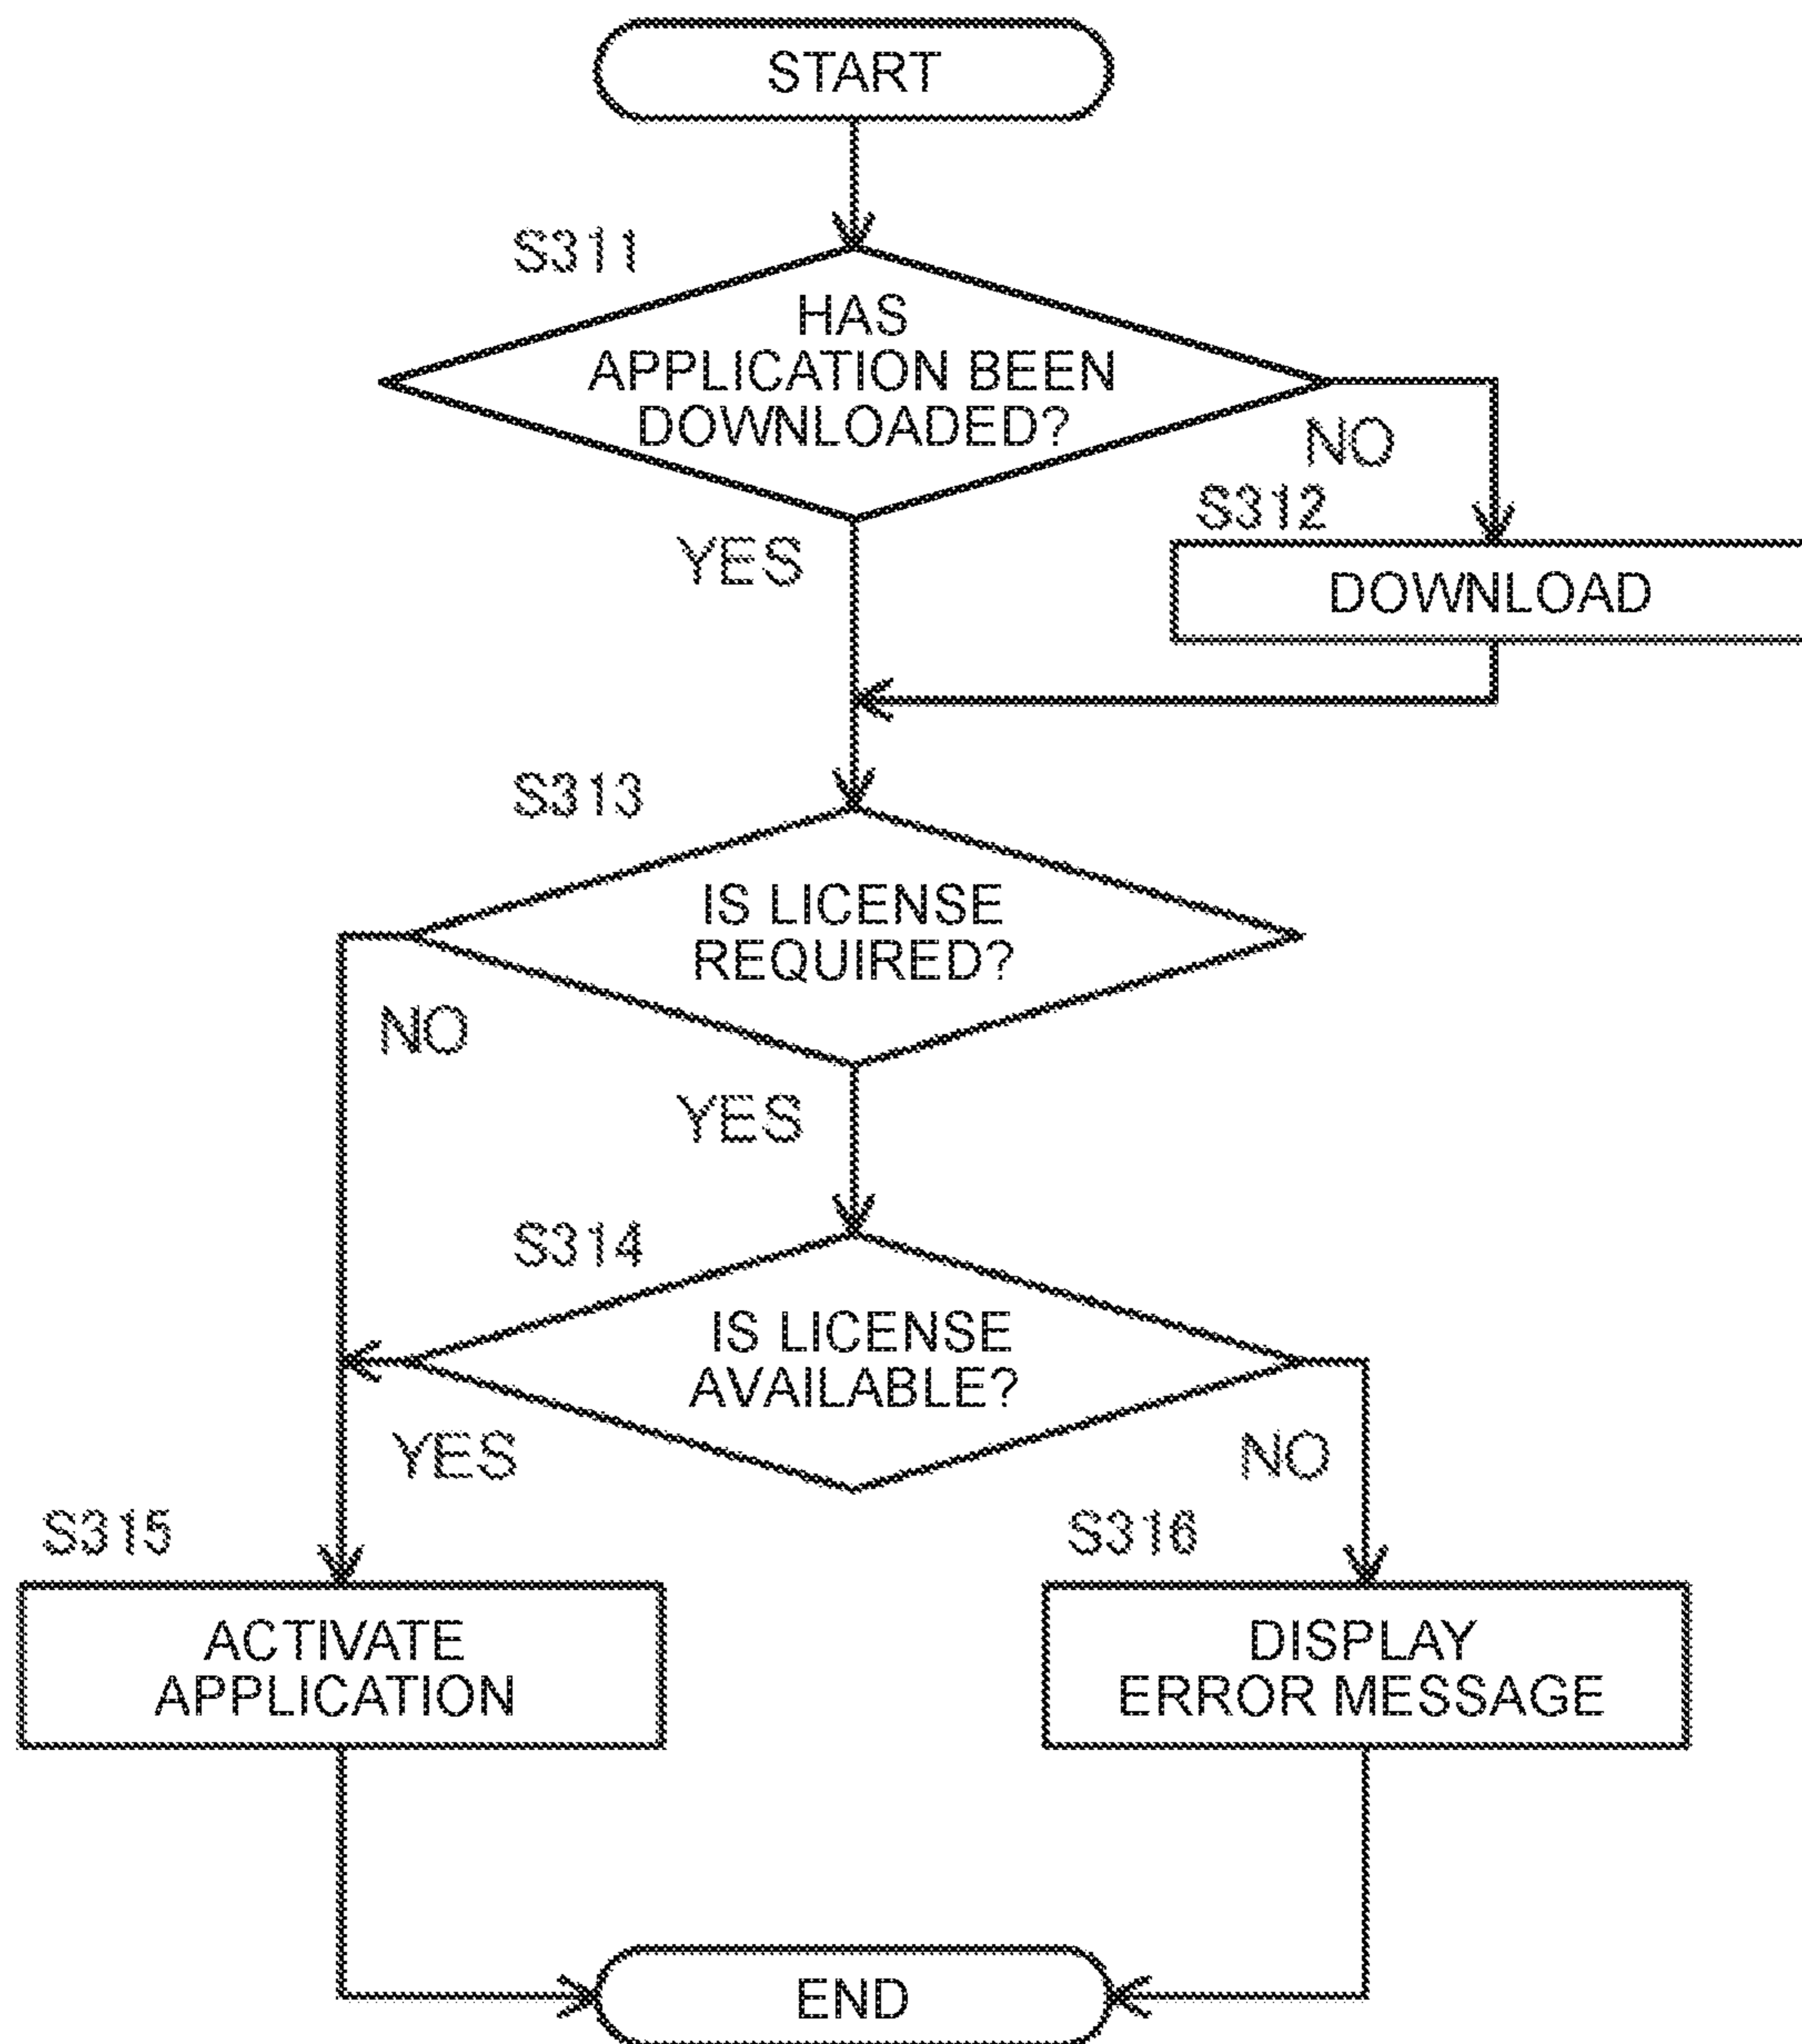 START
S311
HAS
APPLICATION BEEN
DOWNLOADED?
NO
S312
YES
DOWNLOAD
S313
IS LICENSE
REQUIRED?
NO
YES
S314
IS LICENSE
AVAILABLE?
YES
NO
S315
S316
ACTIVATE
APPLICATION
DISPLAY
ERROR MESSAGE
END